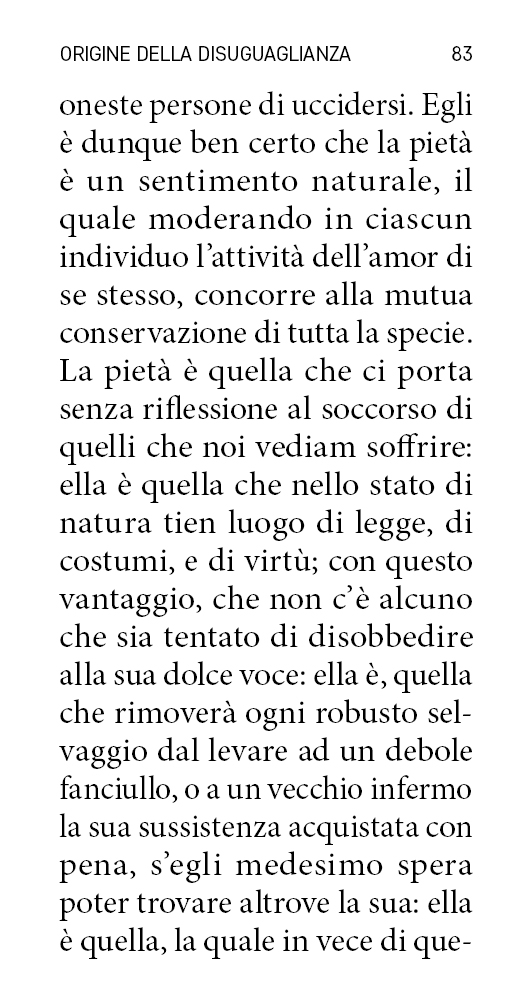 ORIGINE DELLA DISUGUAGLIANZA 83
oneste persone di uccidersi. Egli
è dunque ben certo che la pietà
è un sentimento naturale, il
quale moderando in ciascun
individuo l’attività dell’amor di
se stesso, concorre alla mutua
conservazione di tutta la specie.
La pietà è quella che ci porta
senza riflessione al soccorso di
quelli che noi vediam soffrire:
ella è quella che nello stato di
natura tien luogo di legge, di
costumi, e di virtù; con questo
vantaggio, che non c’è alcuno
che sia tentato di disobbedire
alla sua dolce voce: ella è, quella
che rimoverà ogni robusto sel-
vaggio dal levare ad un debole
fanciullo, o a un vecchio infermo
la sua sussistenza acquistata con
pena, s’egli medesimo spera
poter trovare altrove la sua: ella
è quella, la quale in vece di que-